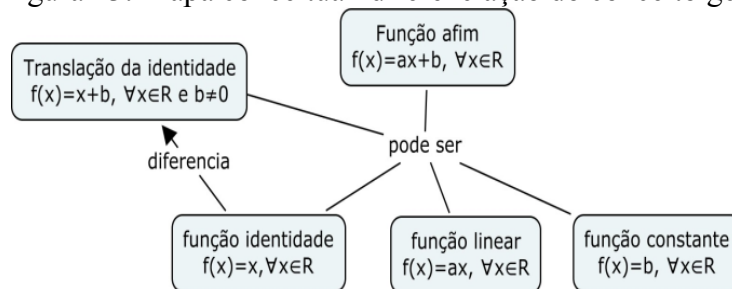 Função afim
f(x)=ax+b, ∀x∈R
Translação da identidade
f(x)=x+b, ∀x∈R e b≠0
pode ser
diferencia
função identidade
f(x)=x,∀x∈R
função linear
f(x)=ax, ∀x∈R
função constante
f(x)=b, ∀x∈R